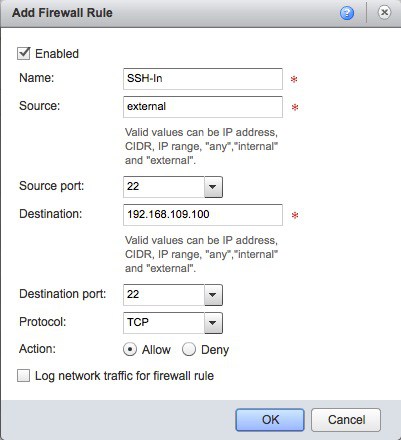 Add Firewall Rule
?
Enabled
Name: SSH-In *
Source: external *
Valid values can be IP address,
CIDR, IP range, "any","internal"
and "external".
Source port: 22
Destination: 192.168.109.100 *
Valid values can be IP address,
CIDR, IP range, "any","internal"
and "external".
Destination port: 22
Protocol: TCP
Action: Allow Deny
Log network traffic for firewall rule
OK Cancel